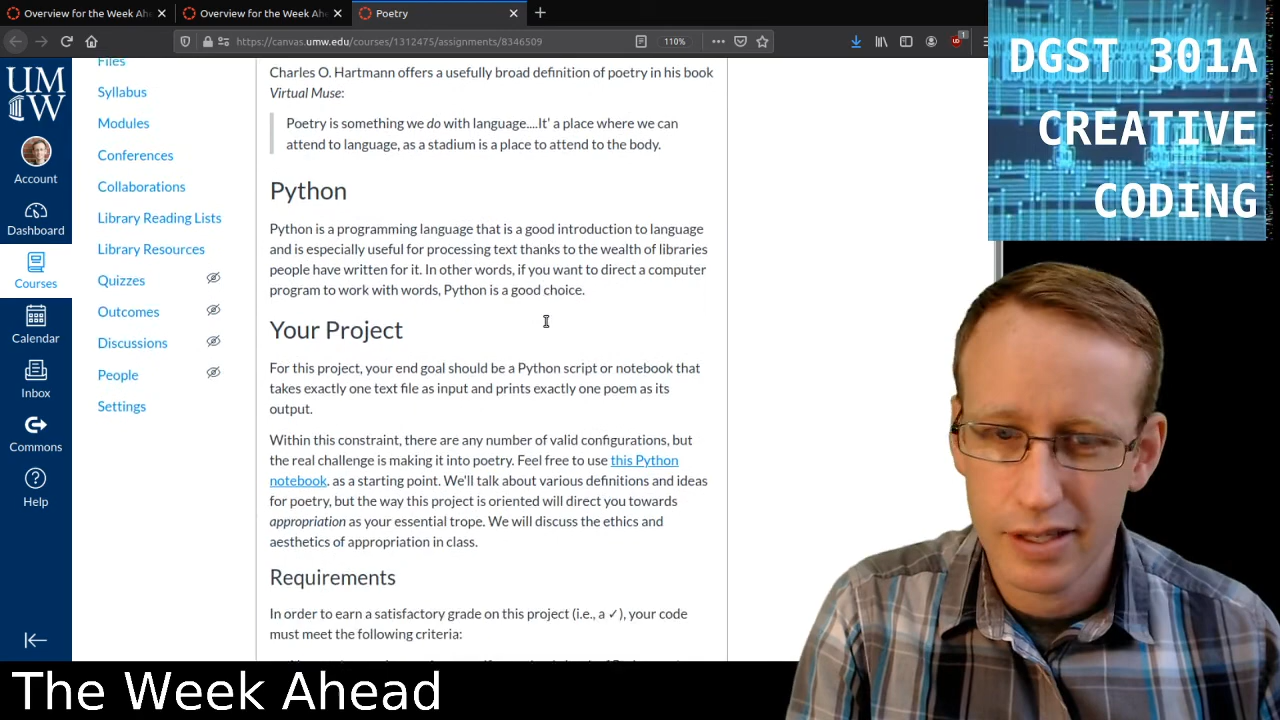 Overview for the Week Ahe
Overview for the Week Ahe
Poetry
https://canvas.umw.edu/courses/1312475/assignments/8346509
110%
1
DGST 301A
CREATIVE
CODING
UMW
Account
Dashboard
Courses
Calendar
Inbox
Commons
Help
Files
Syllabus
Modules
Conferences
Collaborations
Library Reading Lists
Library Resources
Quizzes
Outcomes
Discussions
People
Settings
Charles O. Hartmann offers a usefully broad definition of poetry in his book
Virtual Muse:
Poetry is something we do with language....It' a place where we can
attend to language, as a stadium is a place to attend to the body.
Python
Python is a programming language that is a good introduction to language
and is especially useful for processing text thanks to the wealth of libraries
people have written for it. In other words, if you want to direct a computer
program to work with words, Python is a good choice.
Your Project
For this project, your end goal should be a Python script or notebook that
takes exactly one text file as input and prints exactly one poem as its
output.
Within this constraint, there are any number of valid configurations, but
the real challenge is making it into poetry. Feel free to use this Python
notebook. as a starting point. We'll talk about various definitions and ideas
for poetry, but the way this project is oriented will direct you towards
appropriation as your essential trope. We will discuss the ethics and
aesthetics of appropriation in class.
Requirements
In order to earn a satisfactory grade on this project (i.e., a ✓), your code
must meet the following criteria:
The Week Ahead